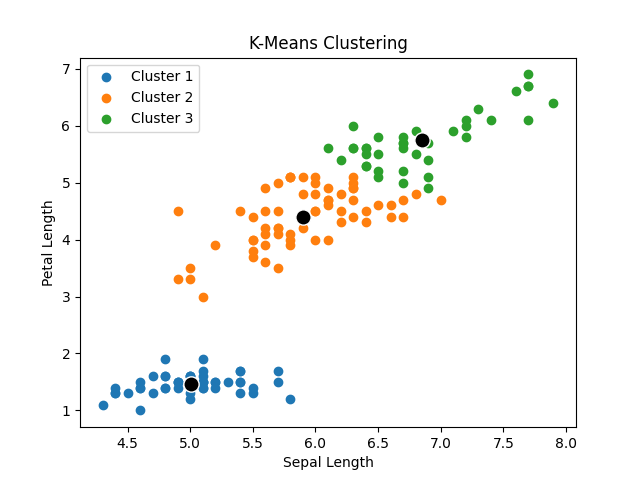 K-Means Clustering
Cluster 1
Cluster 2
Cluster 3
7
6
5
4
3
2
1
Petal Length
4.5 5.0 5.5 6.0 6.5 7.0 7.5 8.0
Sepal Length